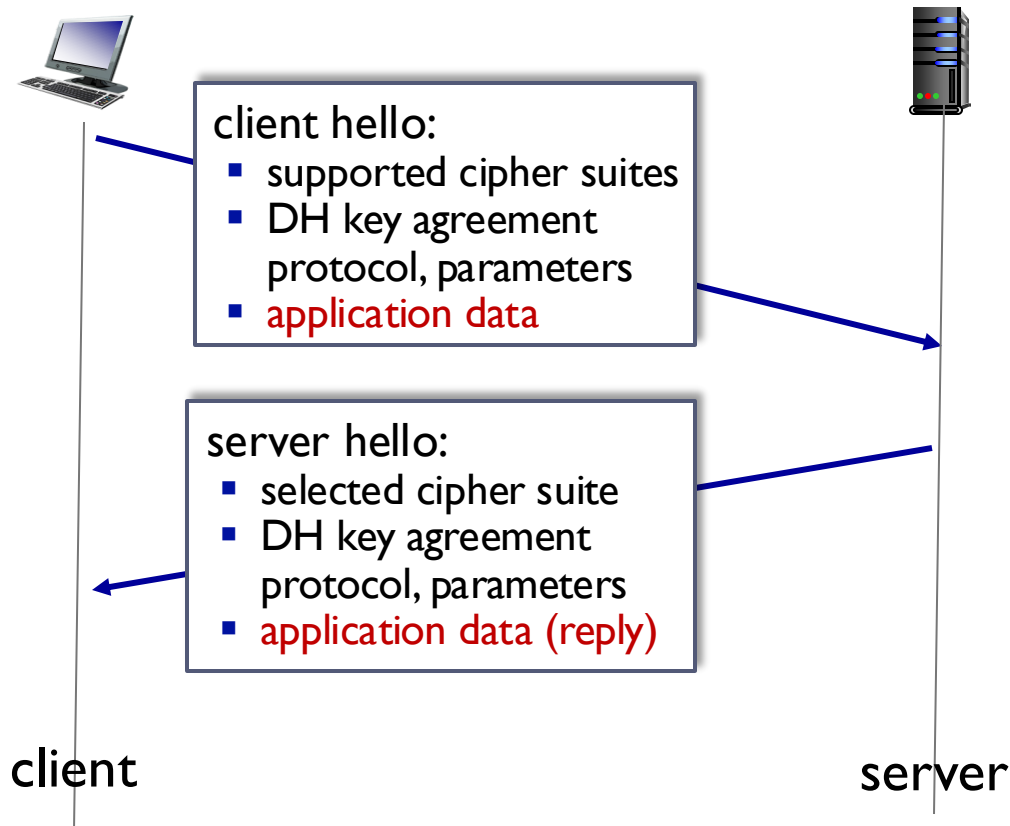 client hello:
▪ supported cipher suites
▪ DH key agreement
protocol, parameters
▪ application data
server hello:
▪ selected cipher suite
▪ DH key agreement
protocol, parameters
▪ application data (reply)
client
server